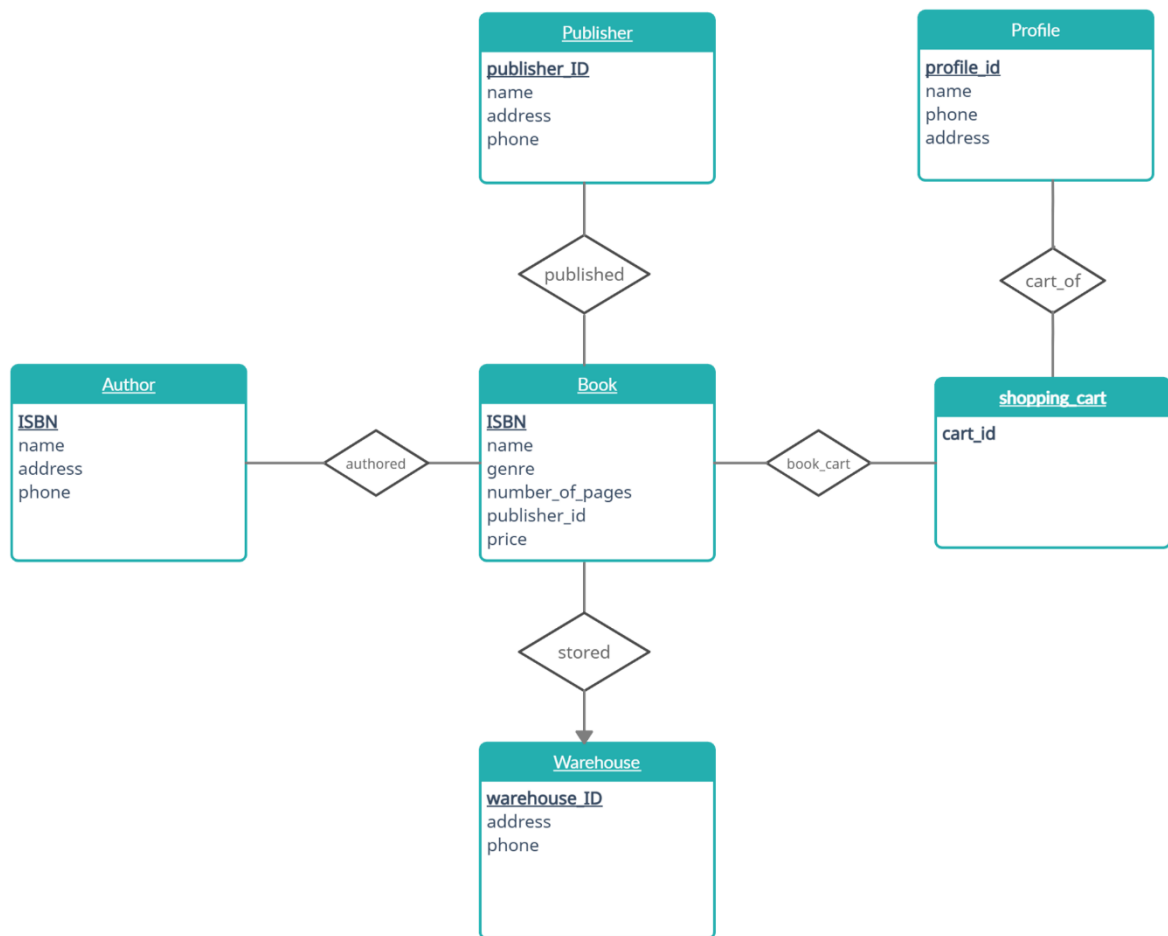 Publisher
publisher_ID
name
address
phone
Profile
profile_id
name
phone
address
published
cart_of
Author
ISBN
name
address
phone
authored
Book
ISBN
name
genre
number_of_pages
publisher_id
price
book_cart
shopping_cart
cart_id
stored
Warehouse
warehouse_ID
address
phone